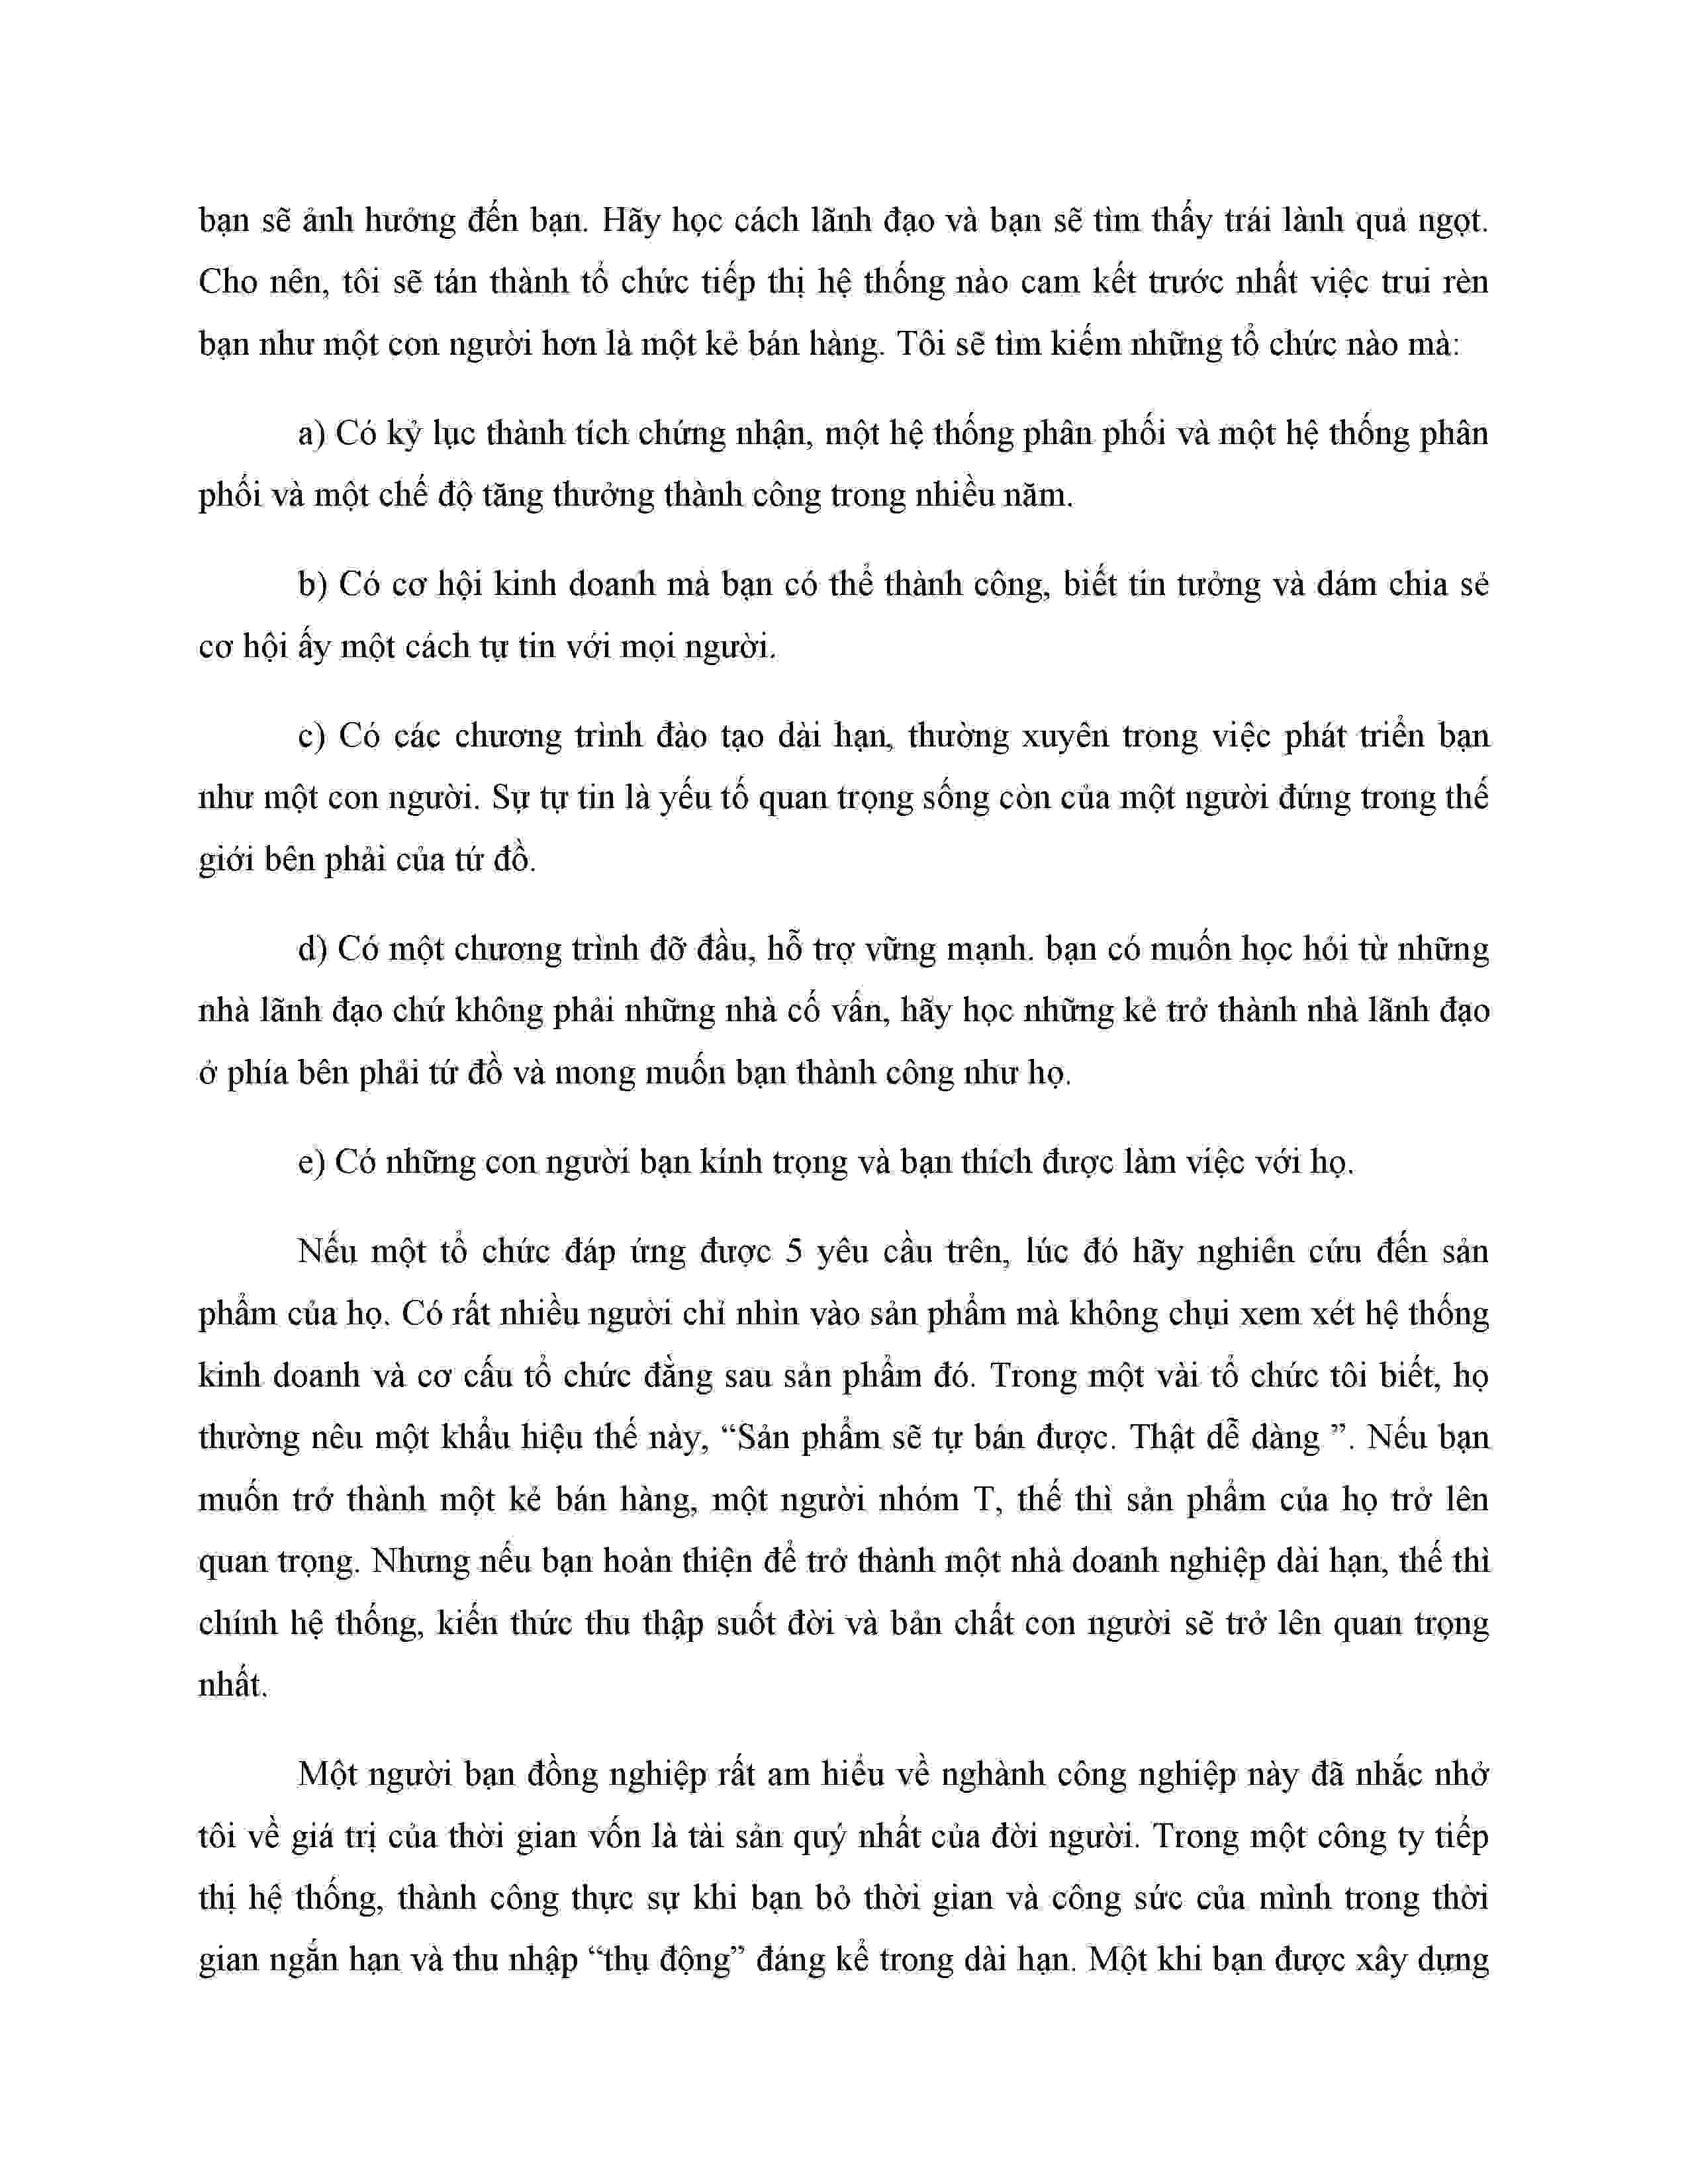 bạn sẽ ảnh hưởng đến bạn. Hãy học cách lãnh đạo và bạn sẽ tìm thấy trái lành quả ngọt.
Cho nên, tôi sẽ tán thành tổ chức tiếp thị hệ thống nào cam kết trước nhất việc trui rèn
bạn như một con người hơn là một kẻ bán hàng. Tôi sẽ tìm kiếm những tổ chức nào mà:
a) Có kỷ lục thành tích chứng nhận, một hệ thống phân phối và một hệ thống phân
phối và một chế độ tăng thưởng thành công trong nhiều năm.
b) Có cơ hội kinh doanh mà bạn có thể thành công, biết tin tưởng và dám chia sẻ
cơ hội ấy một cách tự tin với mọi người.
c) Có các chương trình đào tạo dài hạn, thường xuyên trong việc phát triển bạn
như một con người. Sự tự tin là yếu tố quan trọng sống còn của một người đứng trong thế
giới bên phải của tứ đồ.
d) Có một chương trình đỡ đầu, hỗ trợ vững mạnh. bạn có muốn học hỏi từ những
nhà lãnh đạo chứ không phải những nhà cố vấn, hãy học những kẻ trở thành nhà lãnh đạo
ở phía bên phải tứ đồ và mong muốn bạn thành công như họ.
e) Có những con người bạn kính trọng và bạn thích được làm việc với họ.
Nếu một tổ chức đáp ứng được 5 yêu cầu trên, lúc đó hãy nghiên cứu đến sản
phẩm của họ. Có rất nhiều người chỉ nhìn vào sản phẩm mà không chụi xem xét hệ thống
kinh doanh và cơ cấu tổ chức đằng sau sản phẩm đó. Trong một vài tổ chức tôi biết, họ
thường nêu một khẩu hiệu thế này, “Sản phẩm sẽ tự bán được. Thật dễ dàng ”. Nếu bạn
muốn trở thành một kẻ bán hàng, một người nhóm T, thế thì sản phẩm của họ trở lên
quan trọng. Nhưng nếu bạn hoàn thiện để trở thành một nhà doanh nghiệp dài hạn, thế thì
chính hệ thống, kiến thức thu thập suốt đời và bản chất con người sẽ trở lên quan trọng
nhất.
Một người bạn đồng nghiệp rất am hiểu về nghành công nghiệp này đã nhắc nhở
tôi về giá trị của thời gian vốn là tài sản quý nhất của đời người. Trong một công ty tiếp
thị hệ thống, thành công thực sự khi bạn bỏ thời gian và công sức của mình trong thời
gian ngắn hạn và thu nhập “thụ động” đáng kể trong dài hạn. Một khi bạn được xây dựng